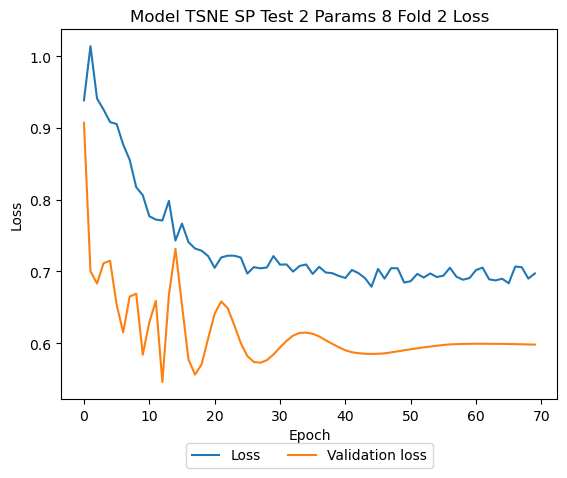 Model TSNE SP Test 2 Params 8 Fold 2 Loss
1.0
0.9
0.8
0.7
0.6
Loss
0 10 20 30 40 50 60 70
Epoch
Loss Validation loss